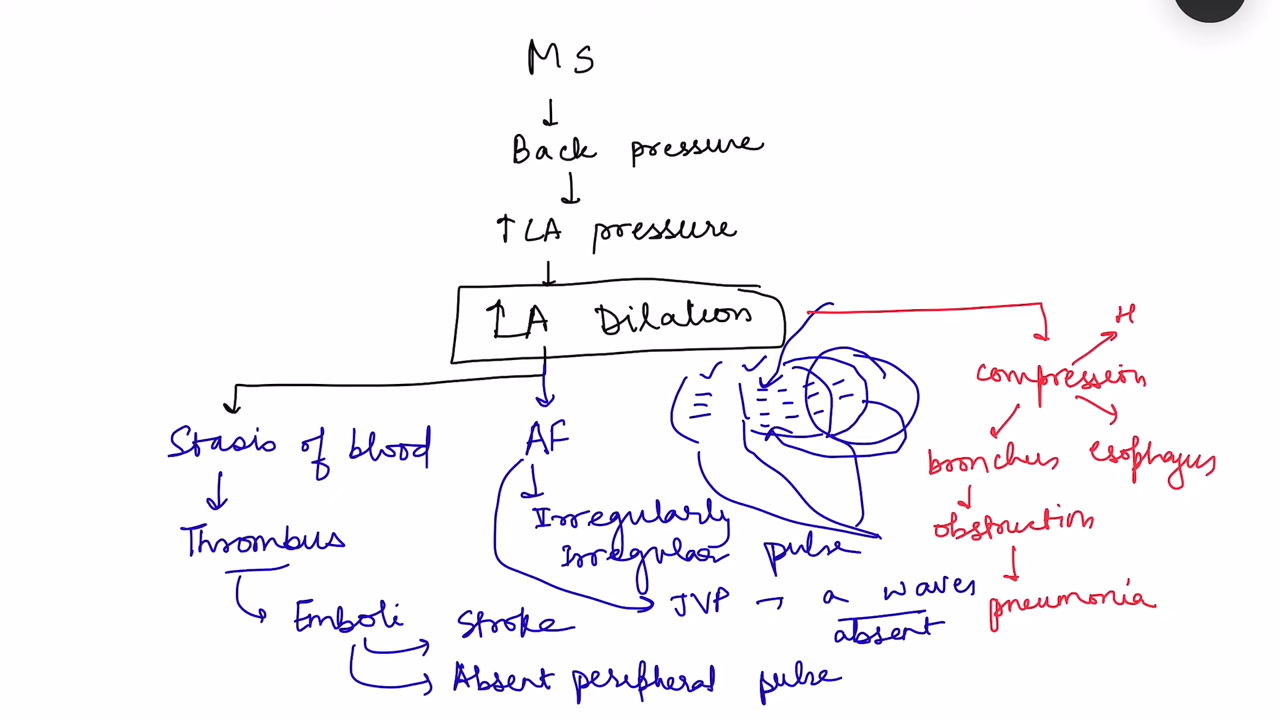 MS
↓
Back pressure
↓
↑ LA pressure
↓
↑ LA Dilation
Stasis of blood
↓
Thrombus
Emboli
Stroke
Absent peripheral pulse
AF
↓
Irregularly
Irregular pulse
JVP → a waves
absent
H
compression
bronchus
esophagus
↓
obstruction
↓
pneumonia